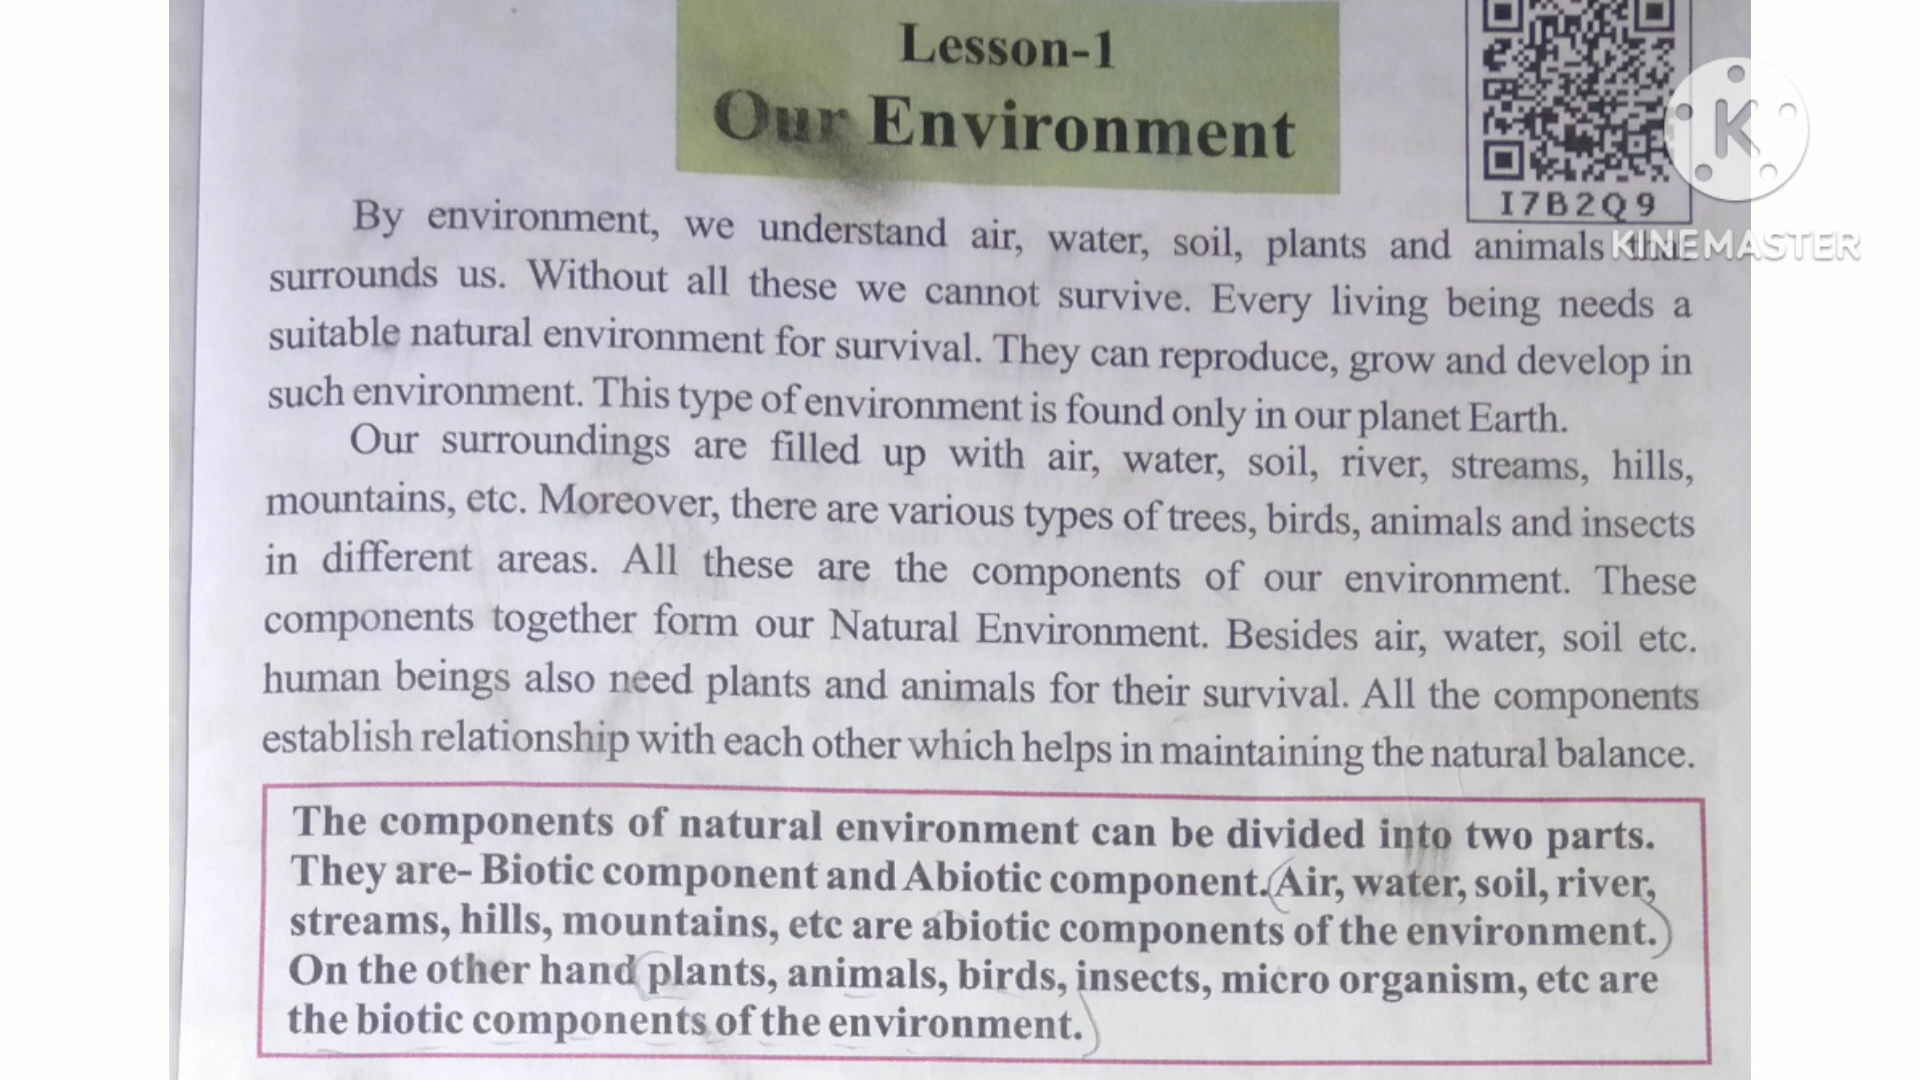 Lesson-1
Our Environment
I7B2Q9
KINEMASTER
By environment, we understand air, water, soil, plants and animals
surrounds us. Without all these we cannot survive. Every living being needs a
suitable natural environment for survival. They can reproduce, grow and develop in
such environment. This type of environment is found only in our planet Earth.
Our surroundings are filled up with air, water, soil, river, streams, hills,
mountains, etc. Moreover, there are various types of trees, birds, animals and insects
in different areas. All these are the components of our environment. These
components together form our Natural Environment. Besides air, water, soil etc.
human beings also need plants and animals for their survival. All the components
establish relationship with each other which helps in maintaining the natural balance.
The components of natural environment can be divided into two parts.
They are- Biotic component and Abiotic component. Air, water, soil, river,
streams, hills, mountains, etc are abiotic components of the environment.
On the other hand plants, animals, birds, insects, micro organism, etc are
the biotic components of the environment.